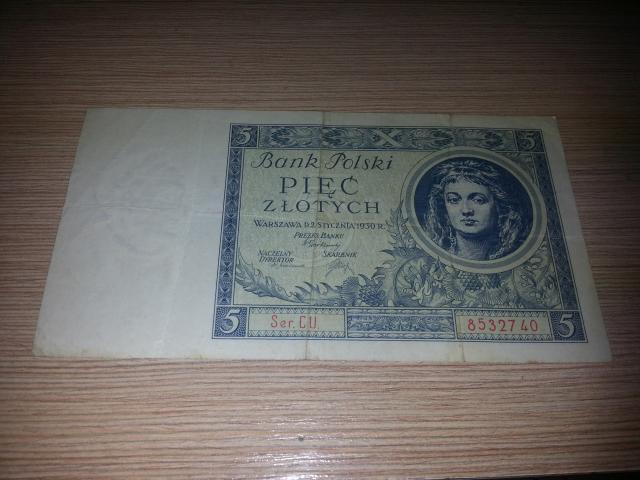 5 5
Bank Polski
PIĘĆ
ZŁOTYCH
WARSZAWA D. 2 STYCZNIA 1930 R.
PREZES BANKU
NACZELNY DYREKTOR
SKARBNIK
5 Ser. CU. 8532740 5